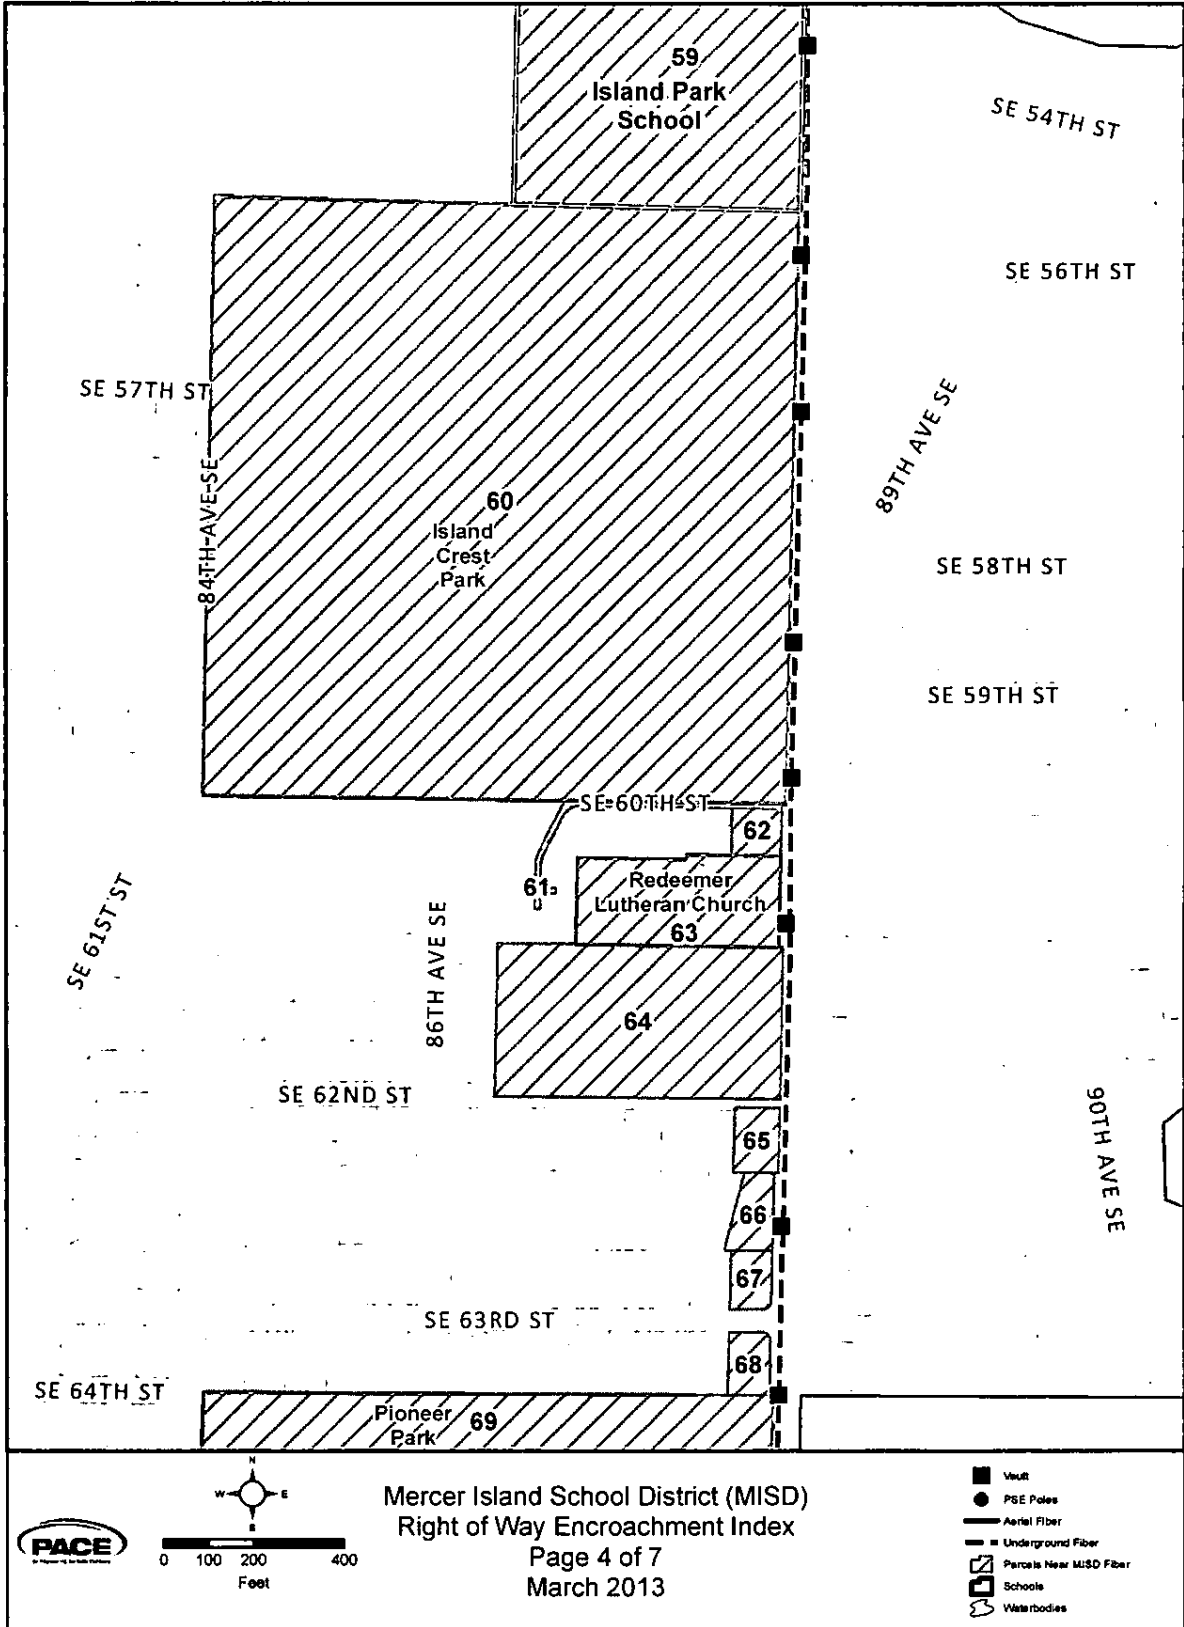 59
Island Park
School
SE 54TH ST
SE 56TH ST
SE 57TH ST
89TH AVE SE
84TH AVE SE
60
Island
Crest
Park
SE 58TH ST
SE 59TH ST
SE 60TH ST
62
61
Redeemer
Lutheran Church
63
SE 61ST ST
86TH AVE SE
64
SE 62ND ST
90TH AVE SE
65
66
67
SE 63RD ST
68
SE 64TH ST
Pioneer
Park
69
N
W E
S
PACE
0 100 200 400
Feet
Mercer Island School District (MISD)
Right of Way Encroachment Index
Page 4 of 7
March 2013
Vault
PSE Poles
Aerial Fiber
Underground Fiber
Parcels Near MISD Fiber
Schools
Waterbodies